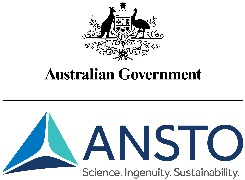 Australian Government
ANSTO
Science. Ingenuity. Sustainability.